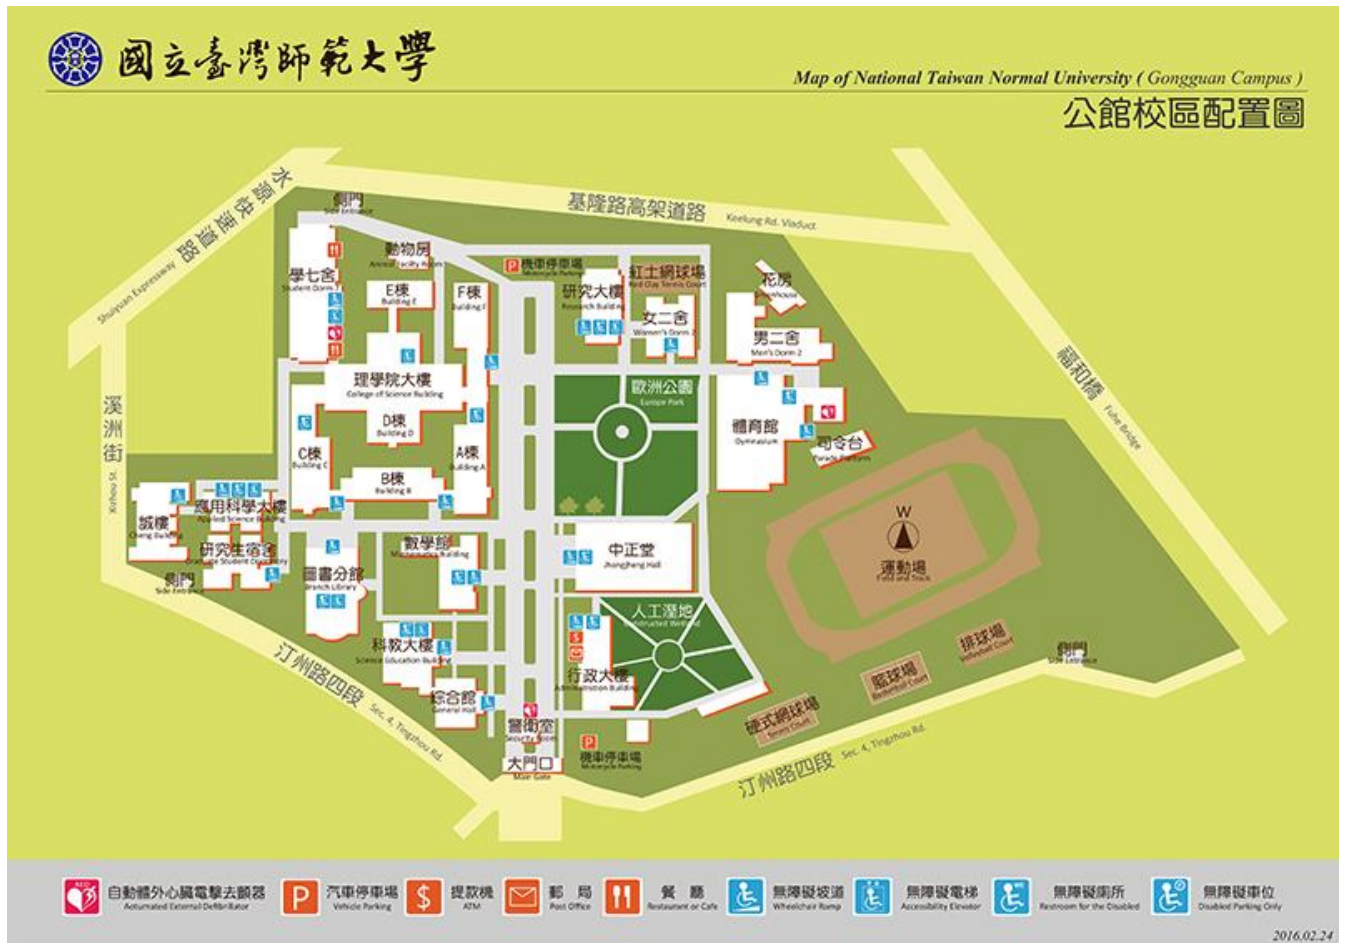 國立臺灣師範大學
Map of National Taiwan Normal University ( Gongguan Campus )
公館校區配置圖
水源快速道路
Shuiyuan Expressway
基隆路高架道路
Keelung Rd. Viaduct
側門
Side Entrance
學七舍
Student Dorm 7
動物房
Animal Facility Room
E棟
Building E
F棟
Building F
P
機車停車場
Motorcycle Parking
研究大樓
Research Building
紅土網球場
Red Clay Tennis Court
女二舍
Women's Dorm 2
花房
Greenhouse
男二舍
Men's Dorm 2
福和橋
Fuhe Bridge
理學院大樓
College of Science Building
歐洲公園
Europe Park
體育館
Gymnasium
司令台
Parade Platform
溪洲街
Xizhou St.
D棟
Building D
C棟
Building C
A棟
Building A
B棟
Building B
誠樓
Cheng Building
應用科學大樓
Applied Science Building
研究生宿舍
Graduate Student Dormitory
側門
Side Entrance
圖書分館
Branch Library
數學館
Mathematics Building
中正堂
Jhongjheng Hall
W
運動場
Field and Track
人工溼地
Constructed Wetland
科教大樓
Science Education Building
$
行政大樓
Administration Building
綜合館
General Hall
排球場
Volleyball Court
籃球場
Basketball Court
側門
Side Entrance
硬式網球場
Tennis Court
汀州路四段 Sec. 4, Tingzhou Rd.
警衛室
Security Room
大門口
Main Gate
P
機車停車場
Motorcycle Parking
汀州路四段 Sec. 4, Tingzhou Rd.
AED
自動體外心臟電擊去顫器
Automated External Defibrillator
P
汽車停車場
Vehicle Parking
$
提款機
ATM
郵局
Post Office
餐廳
Restaurant or Cafe
無障礙坡道
Wheelchair Ramp
無障礙電梯
Accessibility Elevator
無障礙廁所
Restroom for the Disabled
無障礙車位
Disabled Parking Only
2016.02.24